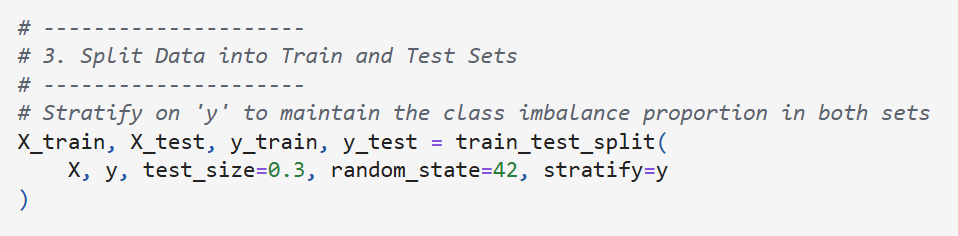 # ---------------------
# 3. Split Data into Train and Test Sets
# ---------------------
# Stratify on 'y' to maintain the class imbalance proportion in both sets
X_train, X_test, y_train, y_test = train_test_split(
    X, y, test_size=0.3, random_state=42, stratify=y
)